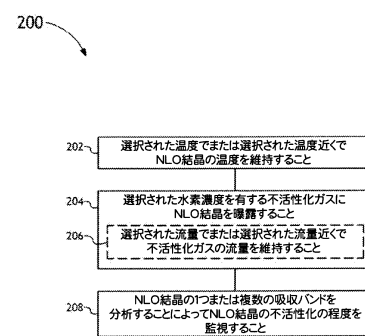 200
202
選択された温度でまたは選択された温度近くで
NLO結晶の温度を維持すること
204
選択された水素濃度を有する不活性化ガスに
NLO結晶を曝露すること
206
選択された流量でまたは選択された流量近くで
不活性化ガスの流量を維持すること
208
NLO結晶の1つまたは複数の吸収バンドを
分析することによってNLO結晶の不活性化の程度を
監視すること